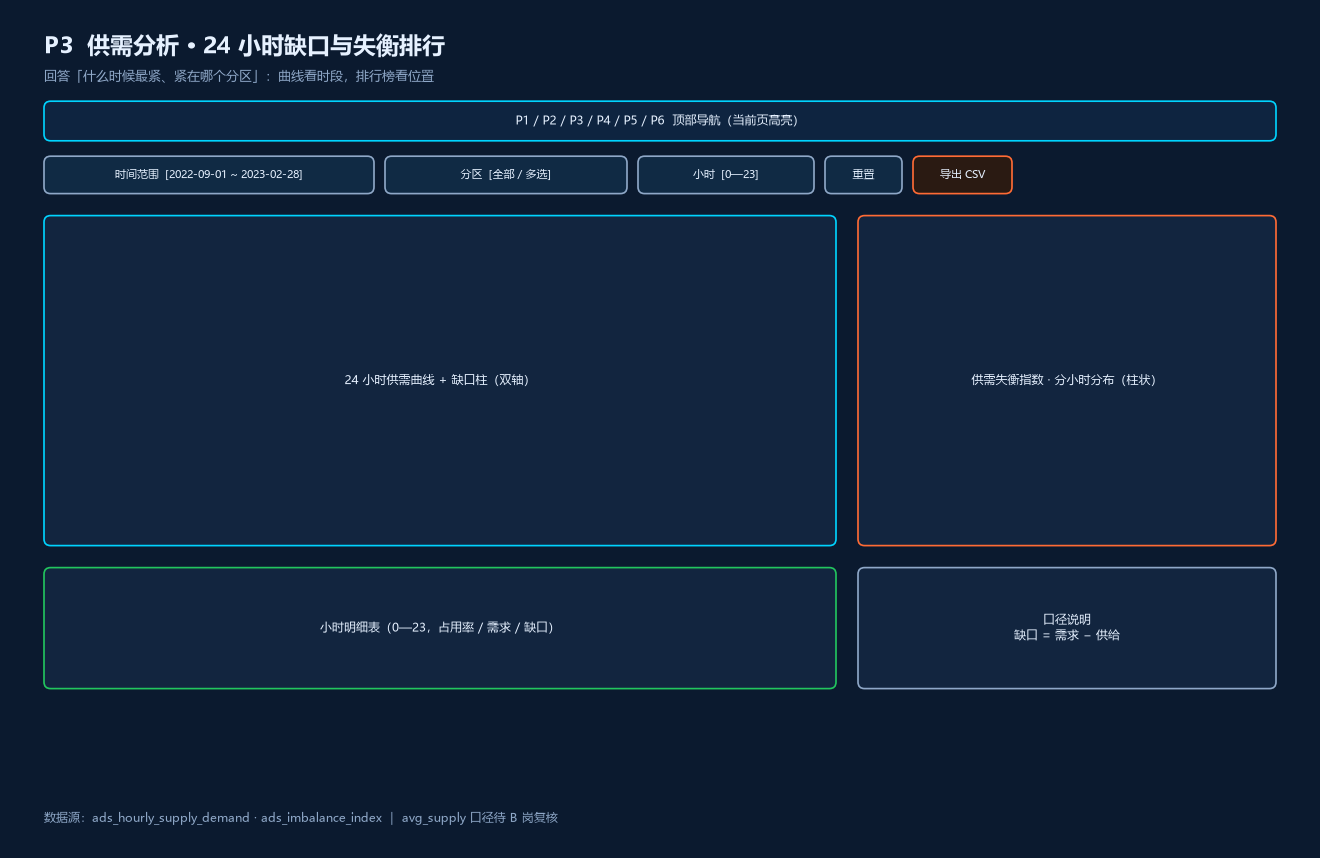 P3 供需分析 • 24 小时缺口与失衡排行
回答「什么时候最紧、紧在哪个分区」：曲线看时段，排行榜看位置
P1 / P2 / P3 / P4 / P5 / P6 顶部导航（当前页高亮）
时间范围 [2022-09-01 ~ 2023-02-28]
分区 [全部 / 多选]
小时 [0—23]
重置
导出 CSV
24 小时供需曲线 + 缺口柱（双轴）
供需失衡指数 · 分小时分布（柱状）
小时明细表（0—23，占用率 / 需求 / 缺口）
口径说明
缺口 = 需求 − 供给
数据源：ads_hourly_supply_demand · ads_imbalance_index | avg_supply 口径待 B 岗复核